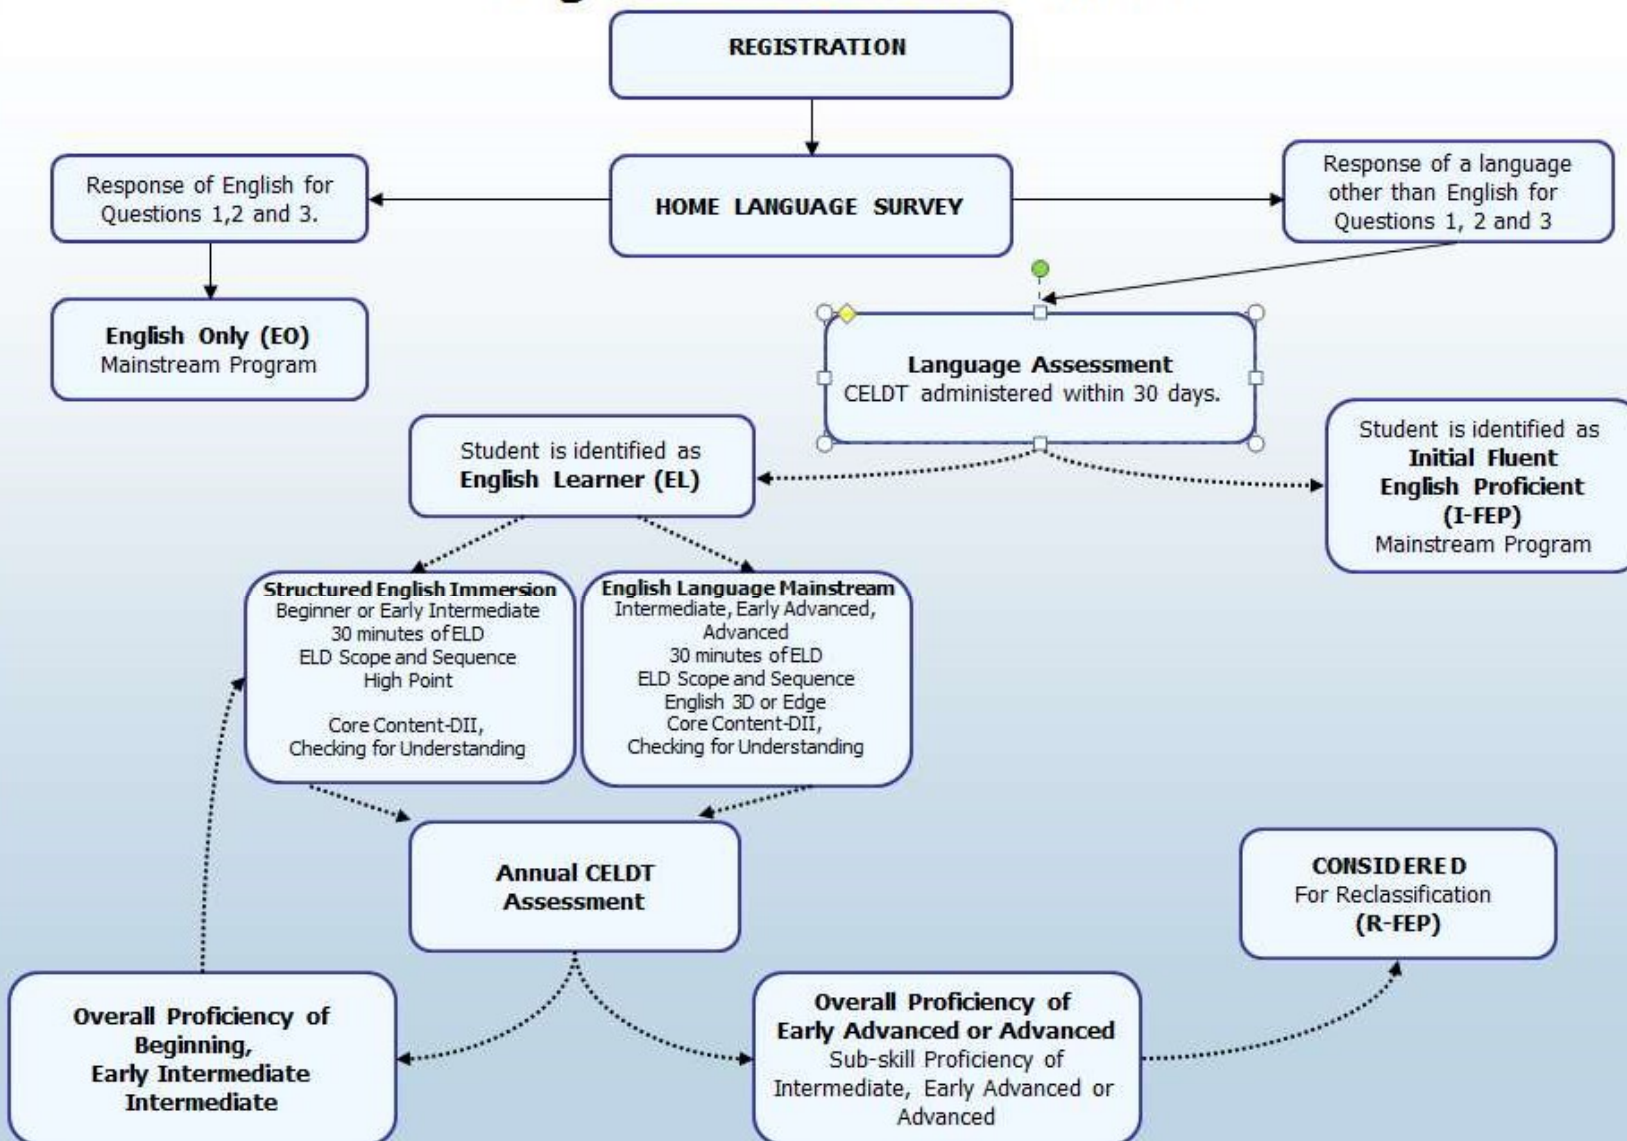 REGISTRATION
HOME LANGUAGE SURVEY
Response of English for
Questions 1,2 and 3.
Response of a language
other than English for
Questions 1, 2 and 3
English Only (EO)
Mainstream Program
Language Assessment
CELDT administered within 30 days.
Student is identified as
English Learner (EL)
Student is identified as
Initial Fluent
English Proficient
(I-FEP)
Mainstream Program
Structured English Immersion
Beginner or Early Intermediate
30 minutes of ELD
ELD Scope and Sequence
High Point
Core Content-DII,
Checking for Understanding
English Language Mainstream
Intermediate, Early Advanced,
Advanced
30 minutes of ELD
ELD Scope and Sequence
English 3D or Edge
Core Content-DII,
Checking for Understanding
Annual CELDT
Assessment
CONSIDERED
For Reclassification
(R-FEP)
Overall Proficiency of
Beginning,
Early Intermediate
Intermediate
Overall Proficiency of
Early Advanced or Advanced
Sub-skill Proficiency of
Intermediate, Early Advanced or
Advanced